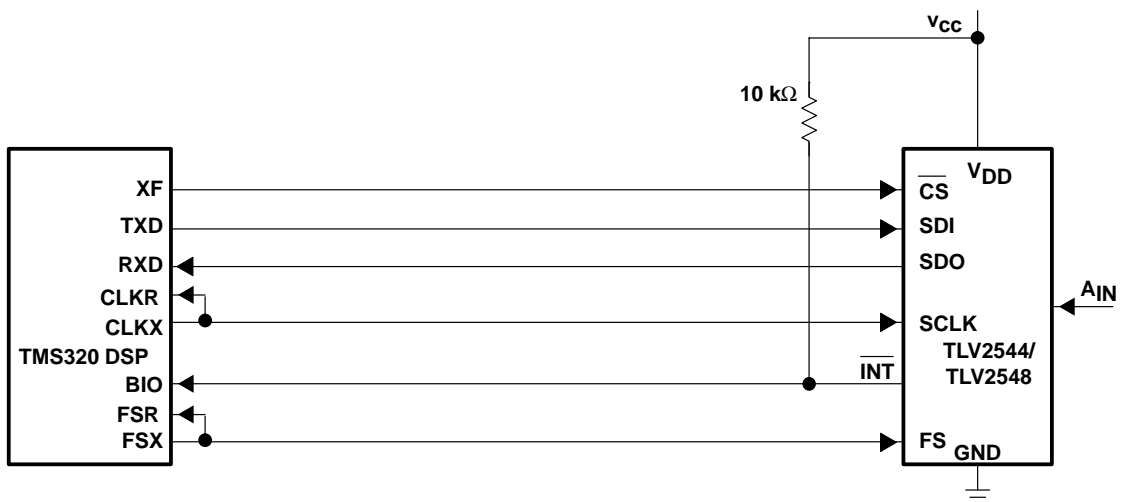 vCC
10 kΩ
VDD
XF
CS
TXD
SDI
RXD
SDO
CLKR
AIN
CLKX
SCLK
TMS320 DSP
TLV2544/
TLV2548
INT
BIO
FSR
FSX
FS
GND